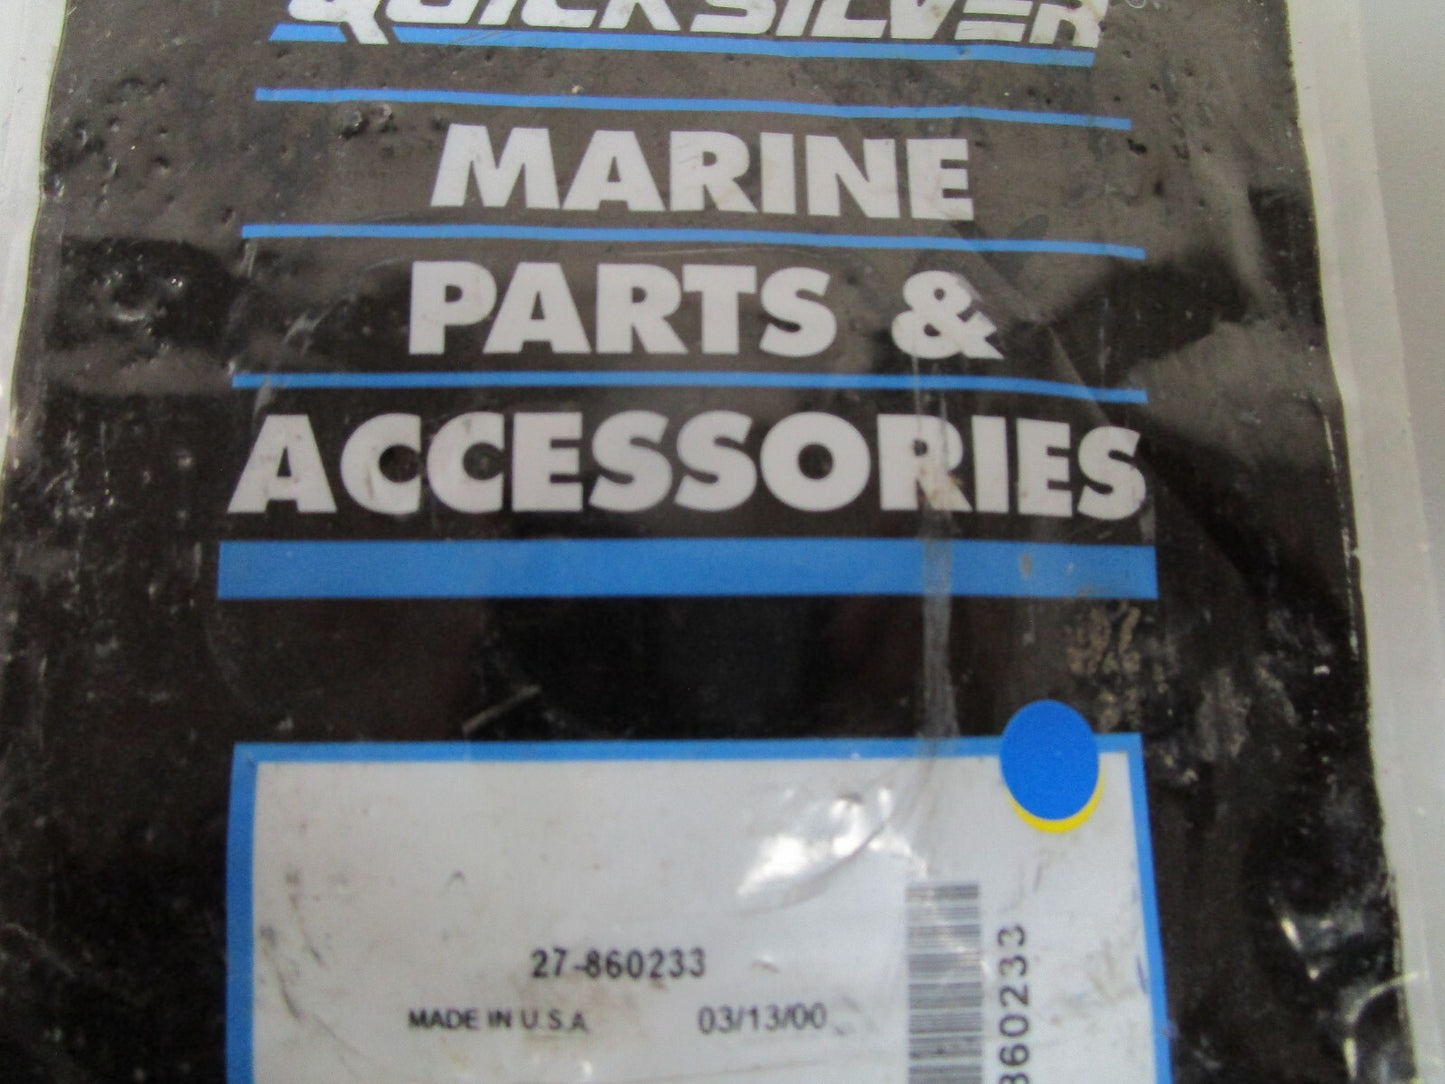 QUICKSILVER
MARINE
PARTS &
ACCESSORIES
27-860233
MADE IN U.S.A
03/13/00
860233